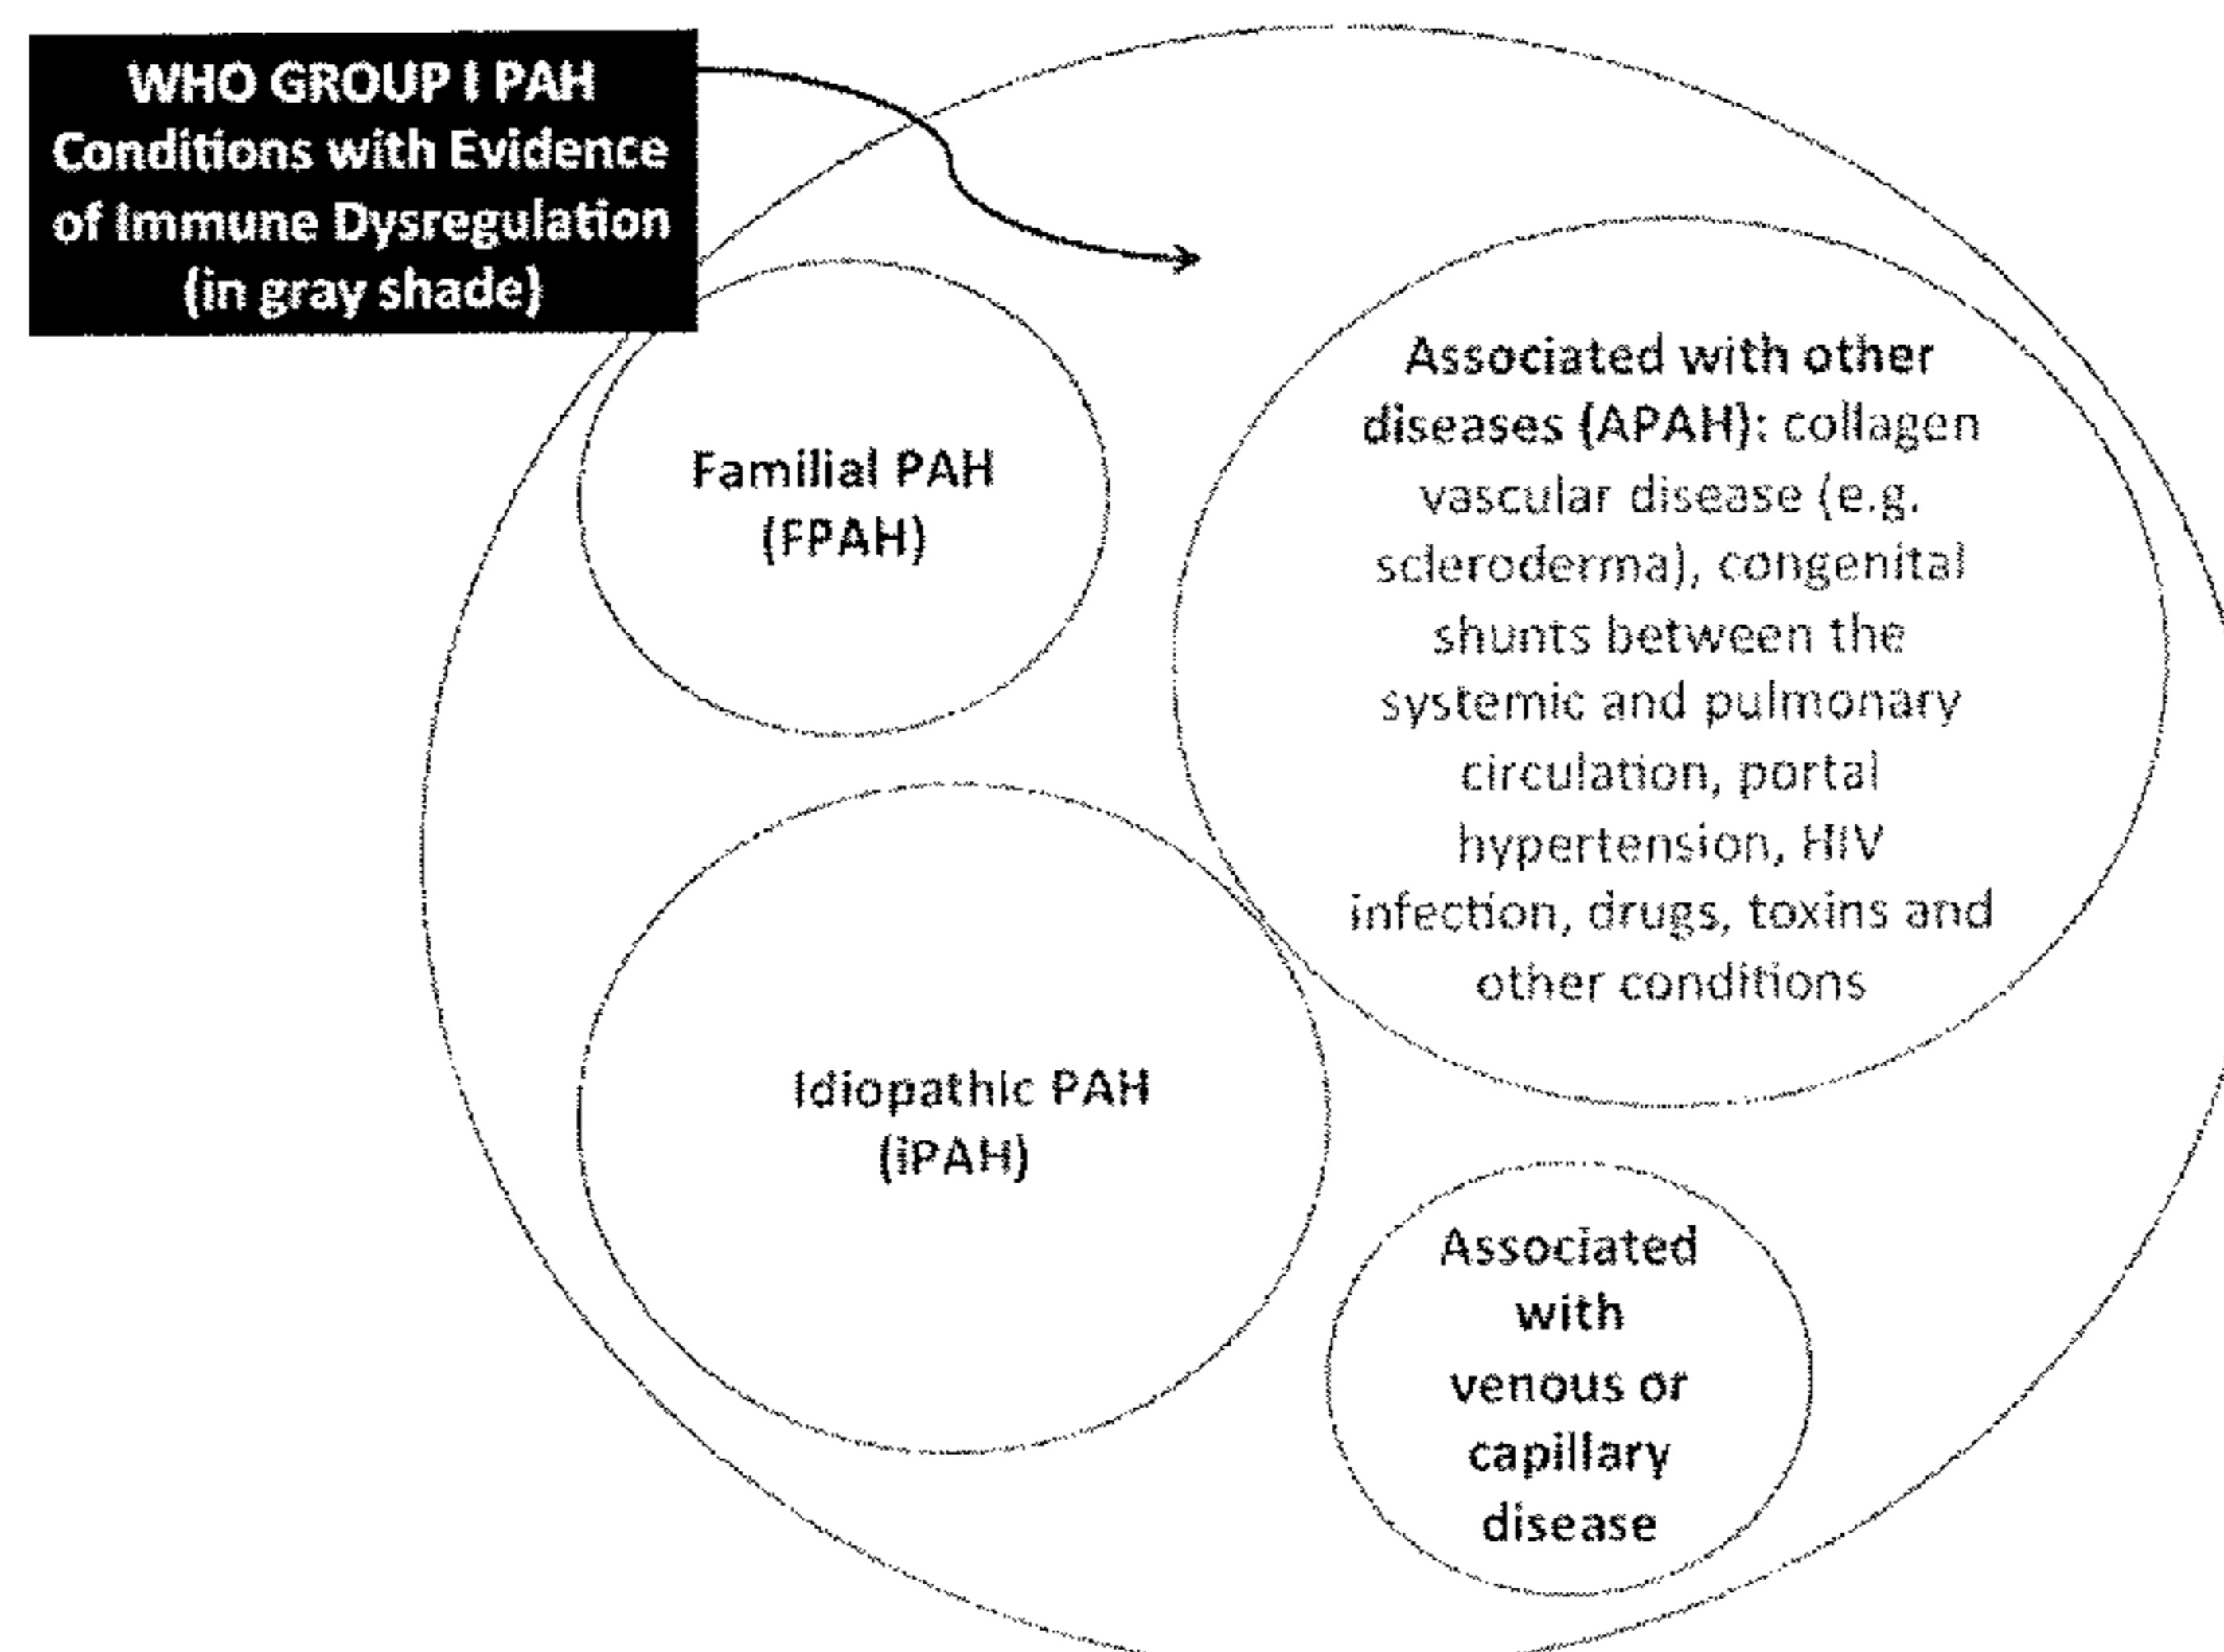 WHO GROUP I PAH
Conditions with Evidence
of Immune Dysregulation
(in gray shade)
Familial PAH
(FPAH)
Associated with other
diseases (APAH): collagen
vascular disease (e.g.
scleroderma), congenital
shunts between the
systemic and pulmonary
circulation, portal
hypertension, HIV
infection, drugs, toxins and
other conditions
Idiopathic PAH
(iPAH)
Associated
with
venous or
capillary
disease